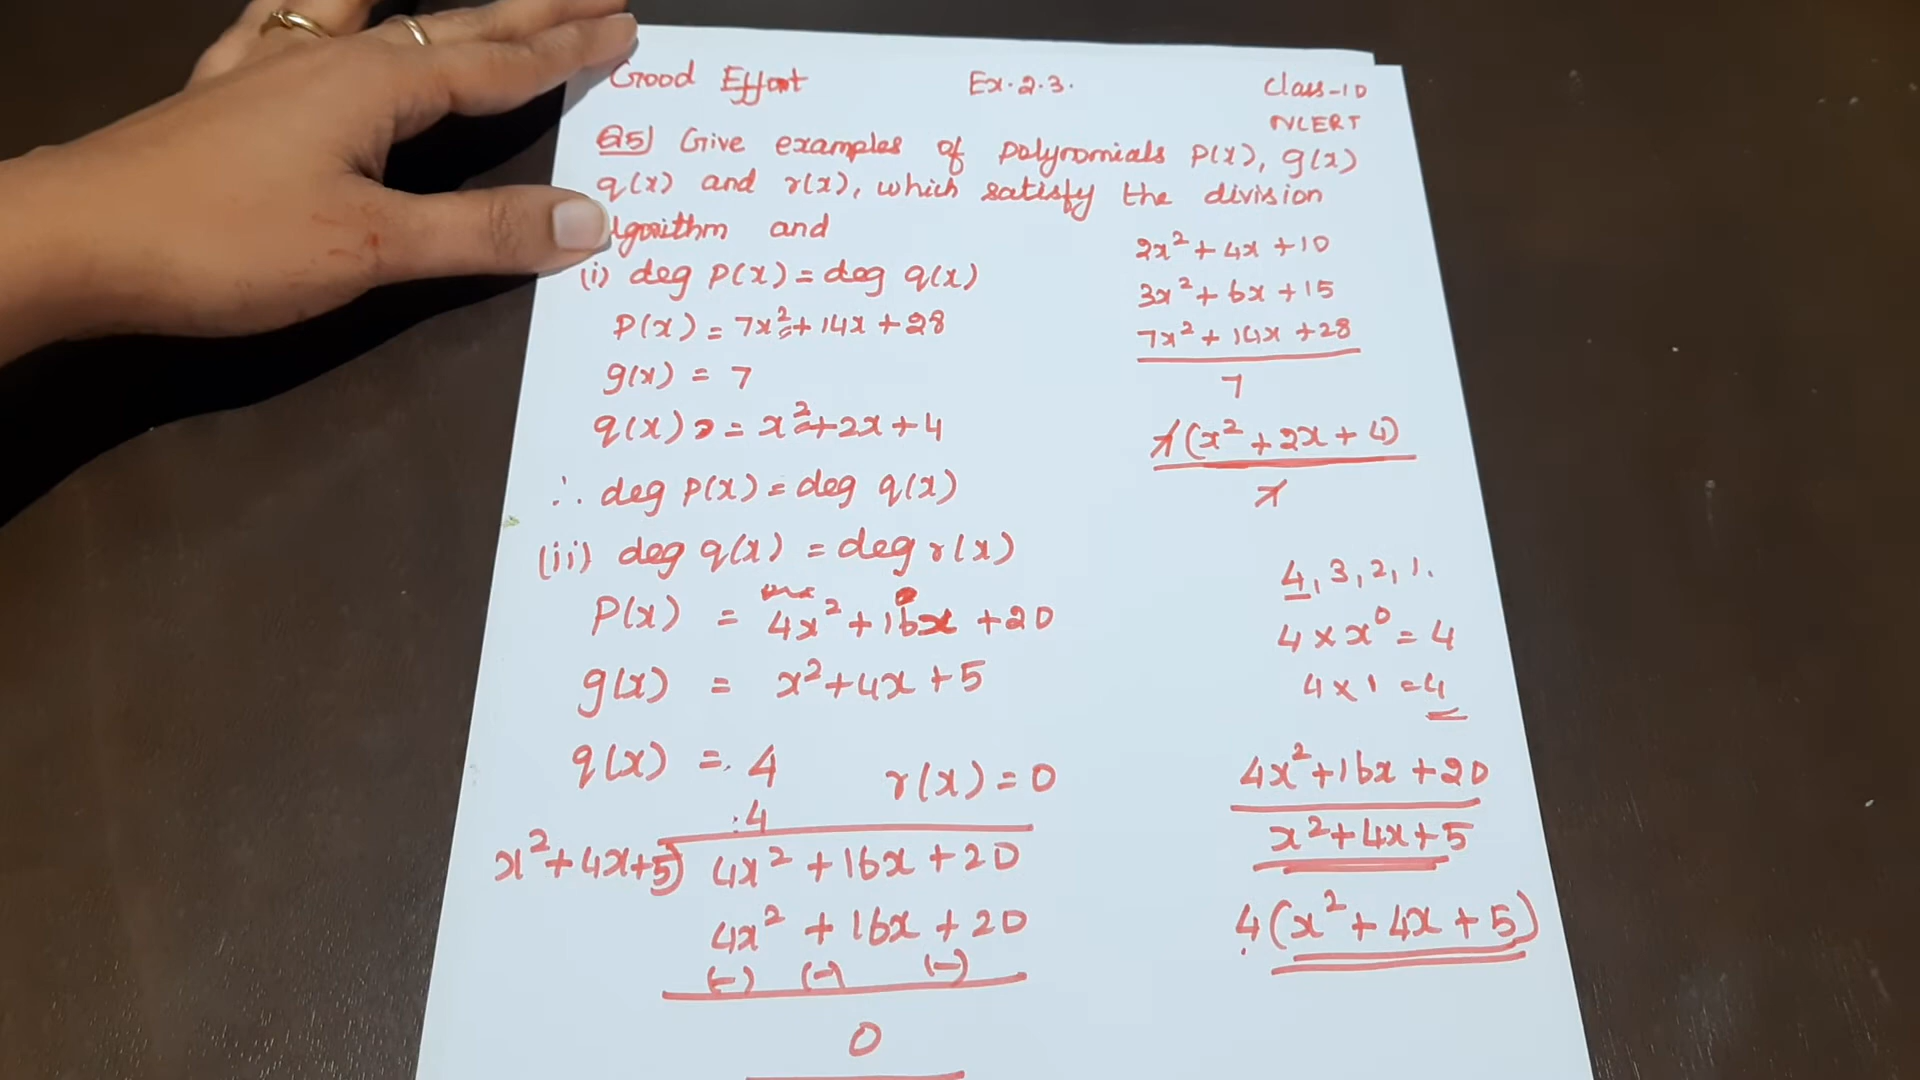 Good Effort Ex.2.3. Class-10
NCERT
Q5) Give examples of polynomials P(x), g(x)
q(x) and r(x), which satisfy the division
lgorithm and
(i) deg P(x) = deg q(x)
P(x) = 7x²+14x+28
g(x) = 7
q(x) = x²+2x+4
∴ deg P(x) = deg q(x)
(ii) deg q(x) = deg r(x)
P(x) = 4x²+16x+20
g(x) = x²+4x+5
q(x) = 4 r(x) = 0
4
x²+4x+5) 4x²+16x+20
4x²+16x+20
(-) (-) (-)
0
2x²+4x+10
3x²+6x+15
7x²+14x+28
7
7(x²+2x+4)
7
4, 3, 2, 1.
4×x⁰=4
4×1=4
4x²+16x+20
x²+4x+5
4(x²+4x+5)